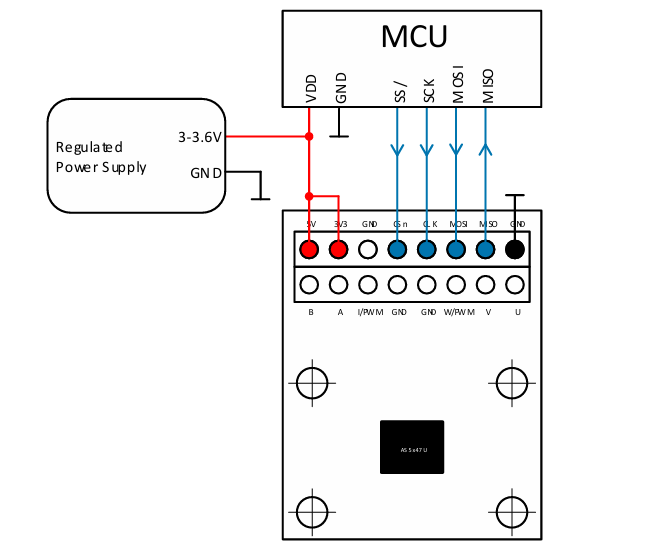 MCU
VDD GND SS/ SCK MOSI MISO
3-3.6V
Regulated
Power Supply
GND
5V 3V3 GND CSn CLK MOSI MISO GND
B A I/PWM GND GND W/PWM V U
AS5x47U